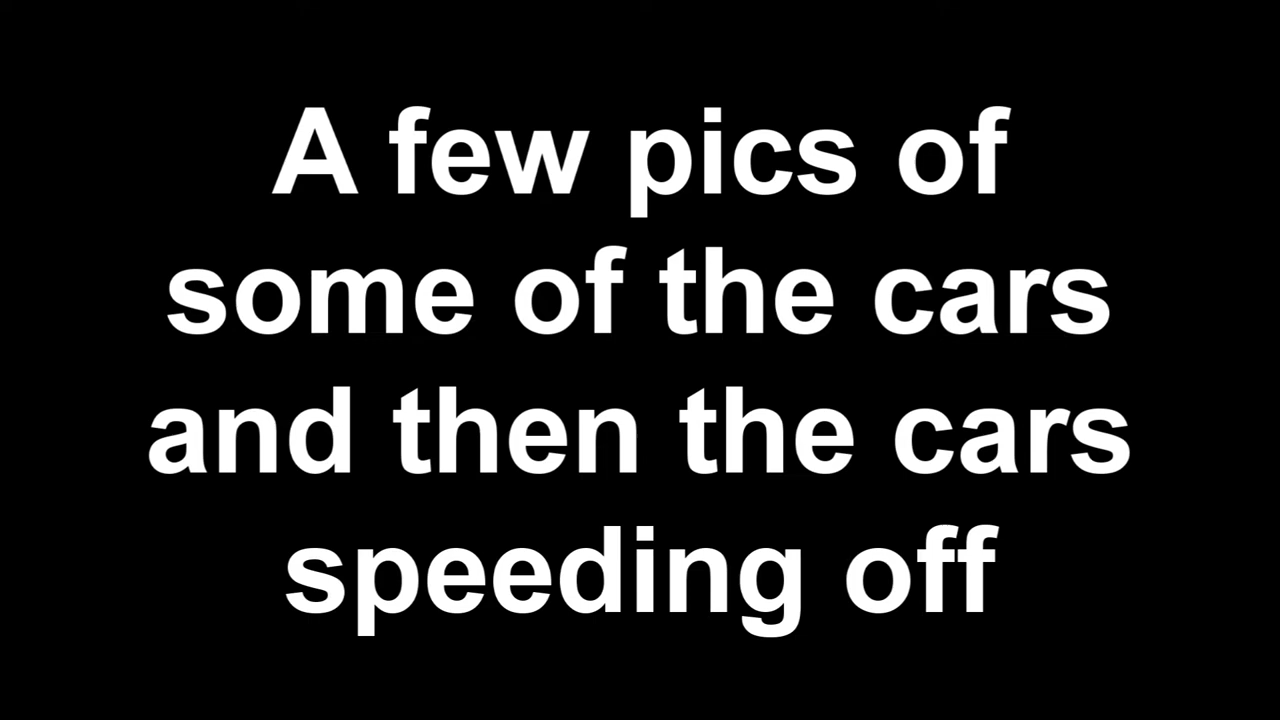 A few pics of
some of the cars
and then the cars
speeding off